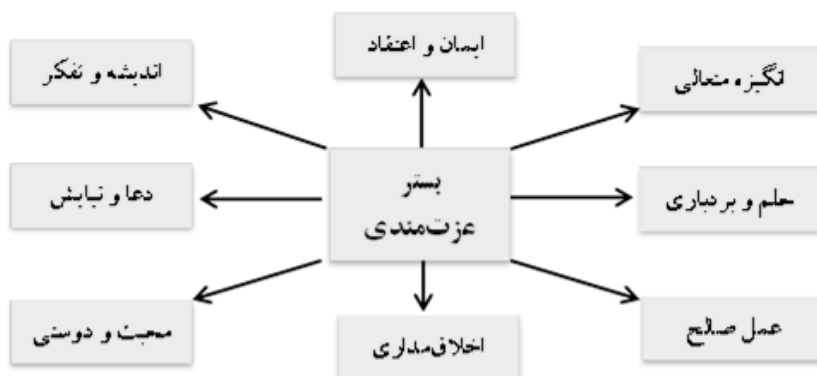 ایمان و اعتقاد
انگیزه متعالی
اندیشه و تفکر
بستر
عزت‌مندی
حلم و بردباری
دعا و نیایش
عمل صالح
اخلاق‌مداری
محبت و دوستی